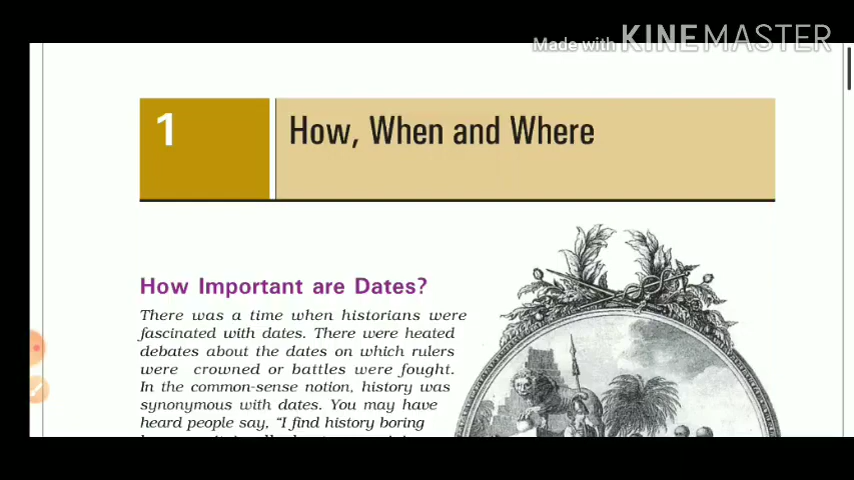 Made with KINEMASTER
1
How, When and Where
How Important are Dates?
There was a time when historians were
fascinated with dates. There were heated
debates about the dates on which rulers
were crowned or battles were fought.
In the common-sense notion, history was
synonymous with dates. You may have
heard people say, "I find history boring